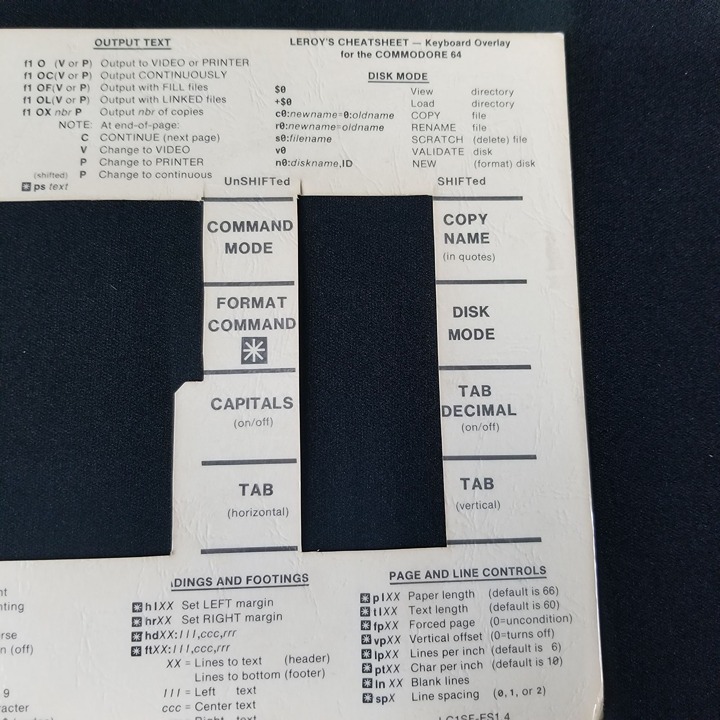 OUTPUT TEXT
f1 O (V or P) Output to VIDEO or PRINTER
f1 OC(V or P) Output CONTINUOUSLY
f1 OF(V or P) Output with FILL files
f1 OL(V or P) Output with LINKED files
f1 OX nbr P Output nbr of copies
NOTE: At end-of-page:
C CONTINUE (next page)
V Change to VIDEO
P Change to PRINTER
(shifted) P Change to continuous
ps text
LEROY'S CHEATSHEET — Keyboard Overlay
for the COMMODORE 64
DISK MODE
$0 View directory
+$0 Load directory
c0:newname=0:oldname COPY file
r0:newname=oldname RENAME file
s0:filename SCRATCH (delete) file
v0 VALIDATE disk
n0:diskname,ID NEW (format) disk
UnSHIFTed
SHIFTed
COMMAND
MODE
FORMAT
COMMAND
CAPITALS
(on/off)
TAB
(horizontal)
COPY
NAME
(in quotes)
DISK
MODE
TAB
DECIMAL
(on/off)
TAB
(vertical)
(off)
9
DINGS AND FOOTINGS
hlXX Set LEFT margin
hrXX Set RIGHT margin
hdXX:lll,ccc,rrr
ftXX:lll,ccc,rrr
XX = Lines to text (header)
Lines to bottom (footer)
lll = Left text
ccc = Center text
Right text
PAGE AND LINE CONTROLS
plXX Paper length (default is 66)
tlXX Text length (default is 60)
fpXX Forced page (0=uncondition)
vpXX Vertical offset (0=turns off)
lpXX Lines per inch (default is 6)
ptXX Char per inch (default is 10)
ln XX Blank lines
spX Line spacing (0, 1, or 2)